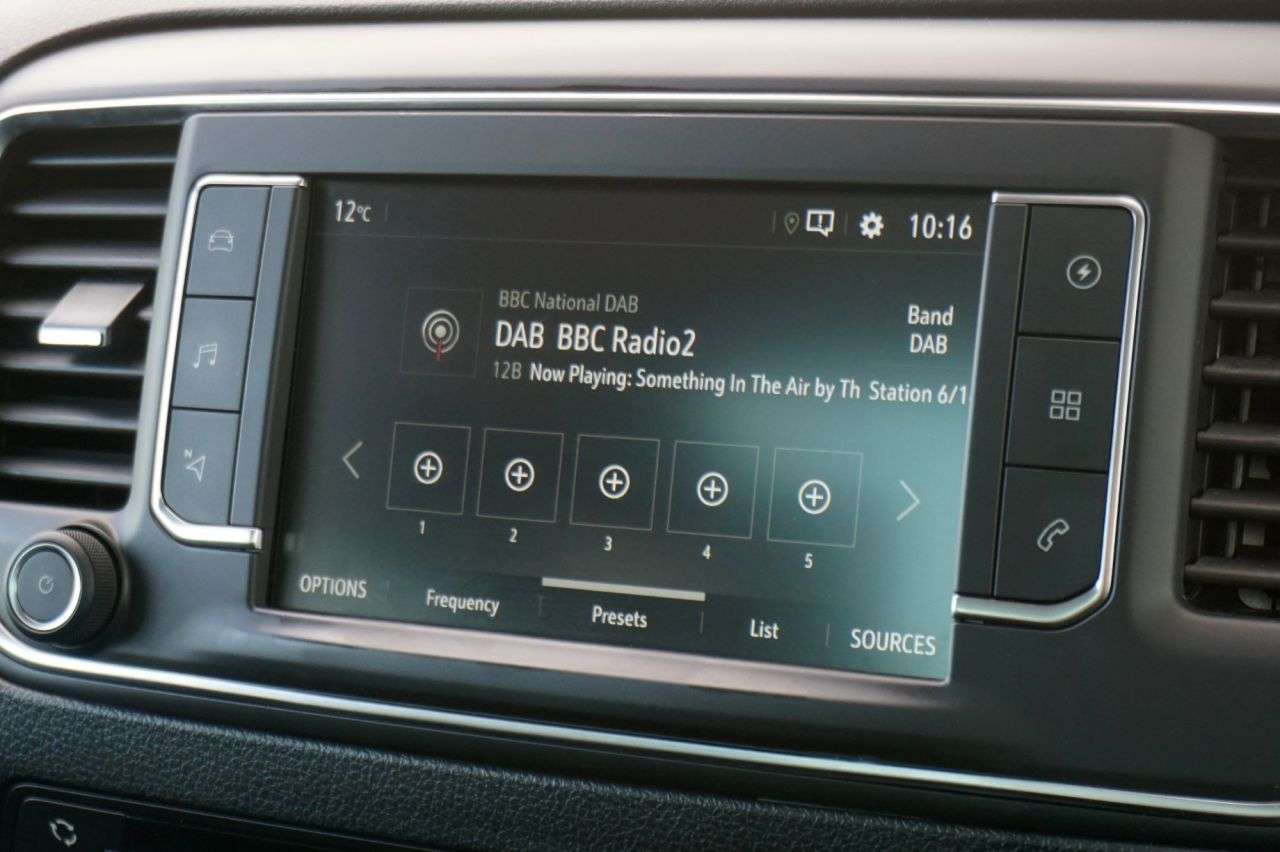 12°C
10:16
BBC National DAB
DAB BBC Radio2
12B Now Playing: Something In The Air by Th Station 6/1
Band
DAB
N
1 2 3 4 5
OPTIONS Frequency Presets List SOURCES